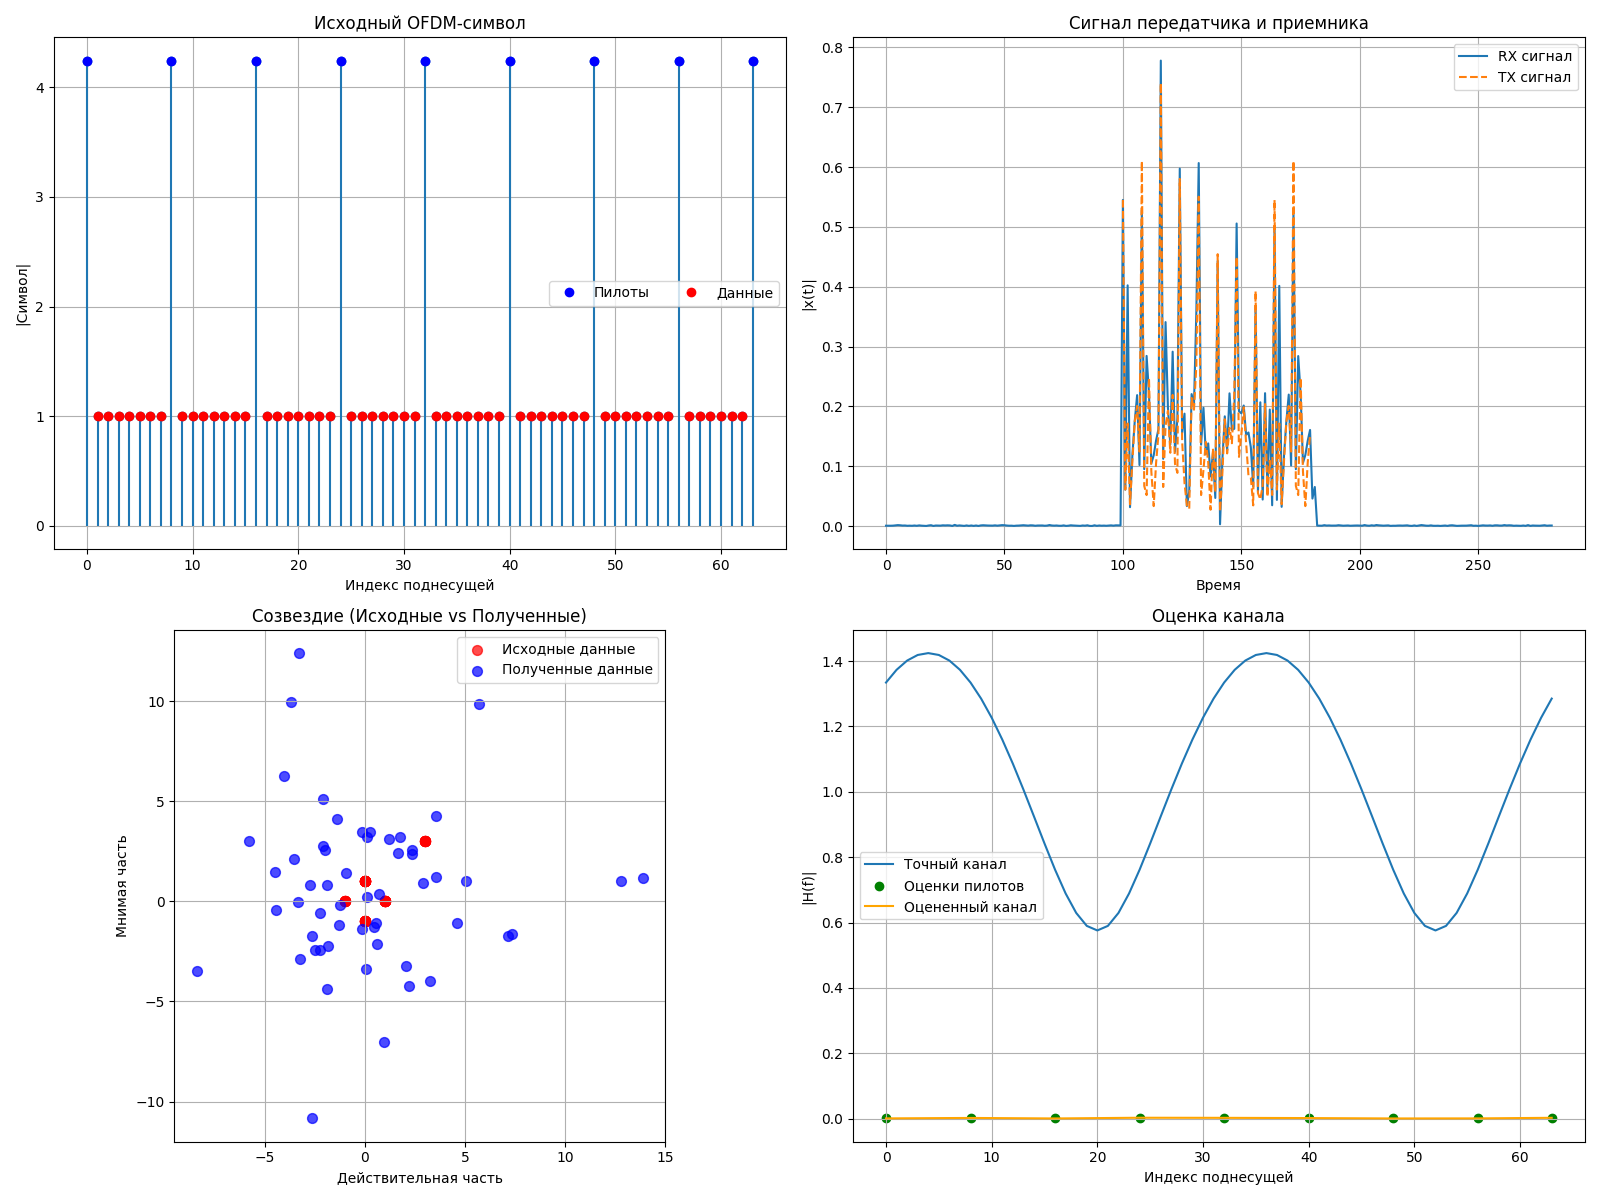 Исходный OFDM-символ
|Символ|
4
3
2
1
0
Пилоты
Данные
0
10
20
30
40
50
60
Индекс поднесущей
Сигнал передатчика и приемника
|x(t)|
0.8
0.7
0.6
0.5
0.4
0.3
0.2
0.1
0.0
RX сигнал
TX сигнал
0
50
100
150
200
250
Время
Созвездие (Исходные vs Полученные)
Мнимая часть
10
5
0
−5
−10
Исходные данные
Полученные данные
−5
0
5
10
15
Действительная часть
Оценка канала
|H(f)|
1.4
1.2
1.0
0.8
0.6
0.4
0.2
0.0
Точный канал
Оценки пилотов
Оцененный канал
0
10
20
30
40
50
60
Индекс поднесущей